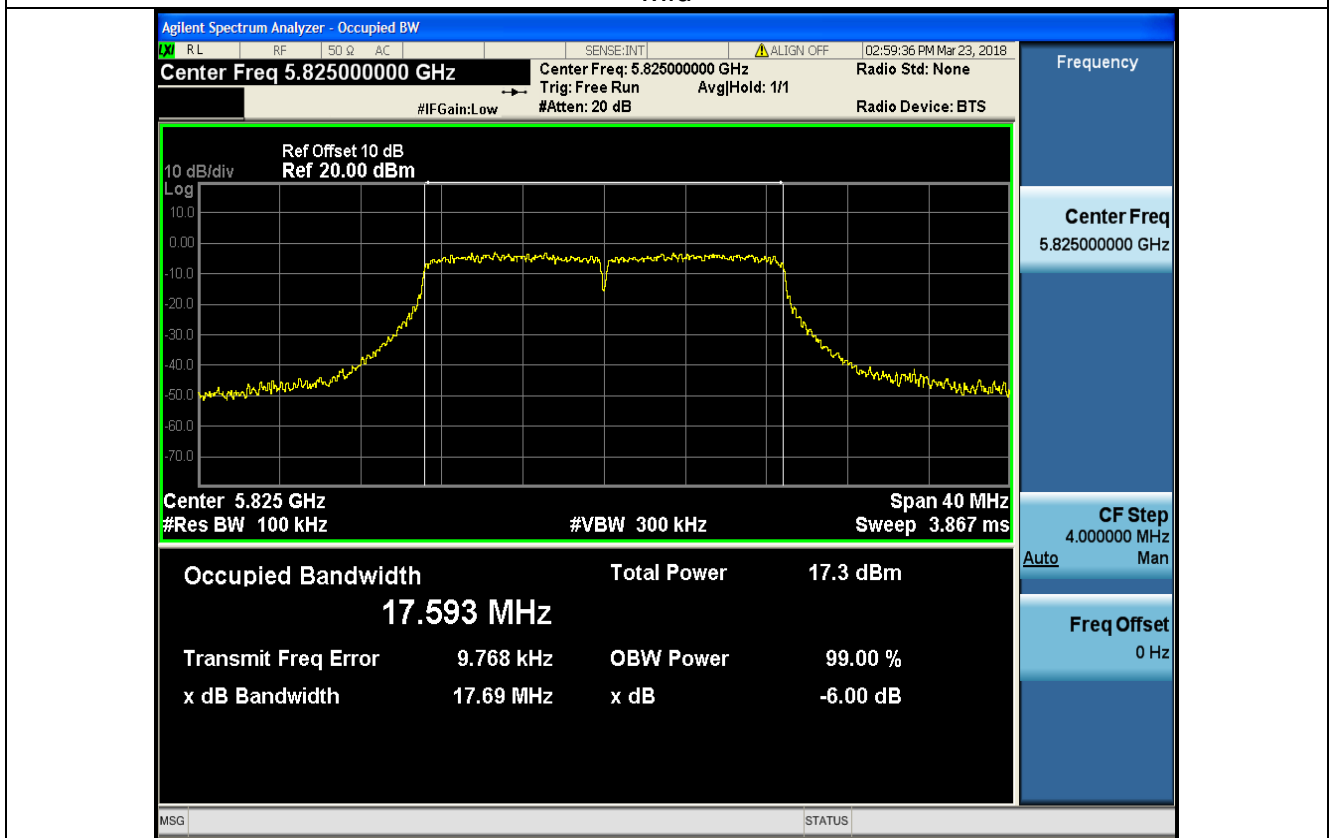 Agilent Spectrum Analyzer - Occupied BW
LXI RL RF 50 Ω AC SENSE:INT ALIGN OFF 02:59:36 PM Mar 23, 2018
Center Freq 5.825000000 GHz
#IFGain:Low
Center Freq: 5.825000000 GHz
Trig: Free Run Avg|Hold: 1/1
#Atten: 20 dB
Radio Std: None
Radio Device: BTS
Ref Offset 10 dB
10 dB/div Ref 20.00 dBm
Log
10.0
0.00
-10.0
-20.0
-30.0
-40.0
-50.0
-60.0
-70.0
Center 5.825 GHz Span 40 MHz
#Res BW 100 kHz #VBW 300 kHz Sweep 3.867 ms
Occupied Bandwidth Total Power 17.3 dBm
17.593 MHz
Transmit Freq Error 9.768 kHz OBW Power 99.00 %
x dB Bandwidth 17.69 MHz x dB -6.00 dB
MSG STATUS
Frequency
Center Freq
5.825000000 GHz
CF Step
4.000000 MHz
Auto Man
Freq Offset
0 Hz